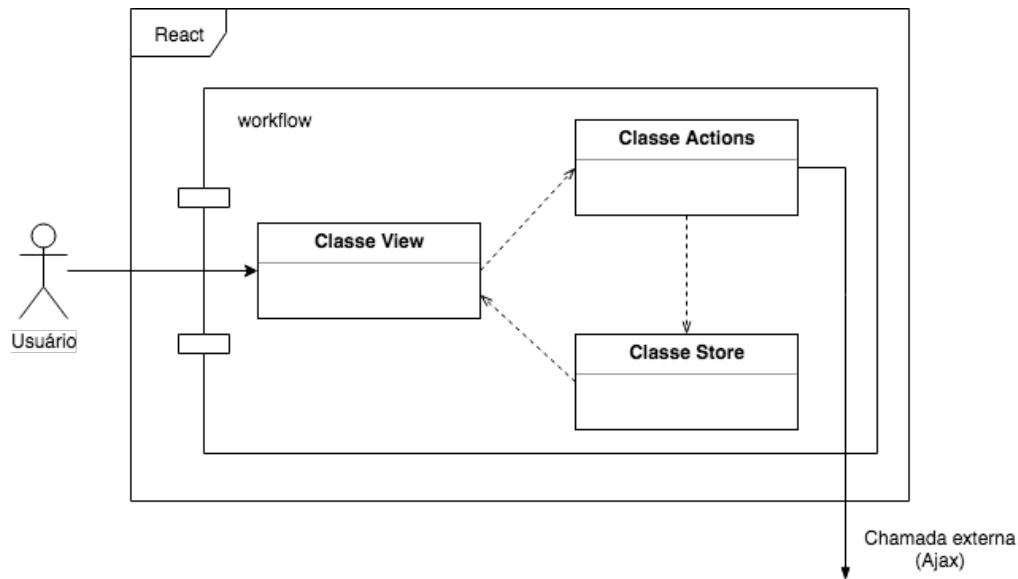 React
workflow
Classe Actions
Classe View
Usuário
Classe Store
Chamada externa
(Ajax)